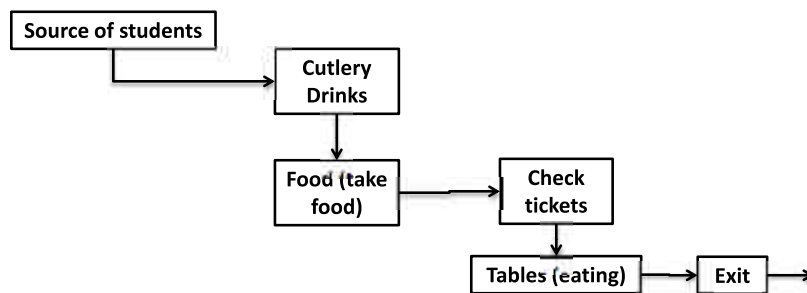 Source of students
Cutlery
Drinks
Food (take
food)
Check
tickets
Tables (eating)
Exit